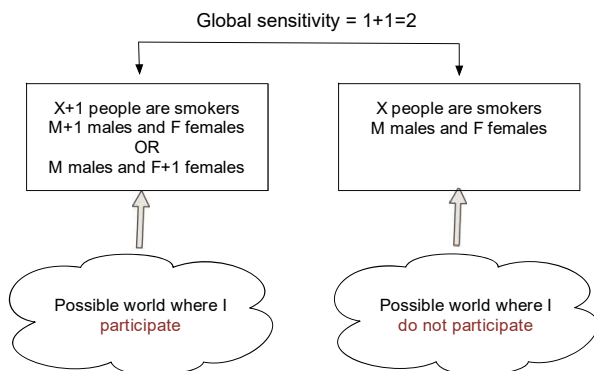 Global sensitivity = 1+1=2
X+1 people are smokers
M+1 males and F females
OR
M males and F+1 females
X people are smokers
M males and F females
Possible world where I
participate
Possible world where I
do not participate